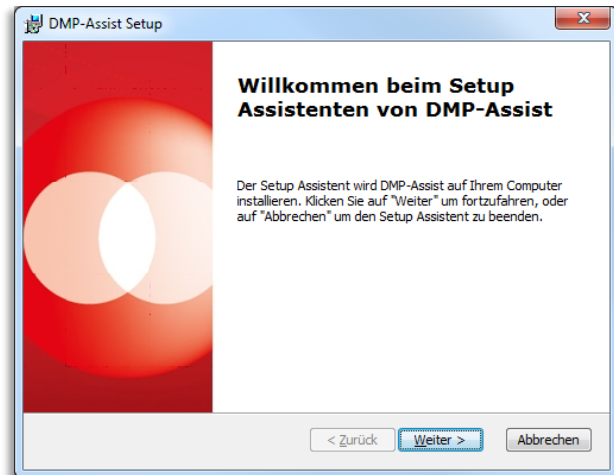 DMP-Assist Setup
Willkommen beim Setup
Assistenten von DMP-Assist
Der Setup Assistent wird DMP-Assist auf Ihrem Computer
installieren. Klicken Sie auf "Weiter" um fortzufahren, oder
auf "Abbrechen" um den Setup Assistent zu beenden.
< Zurück Weiter > Abbrechen